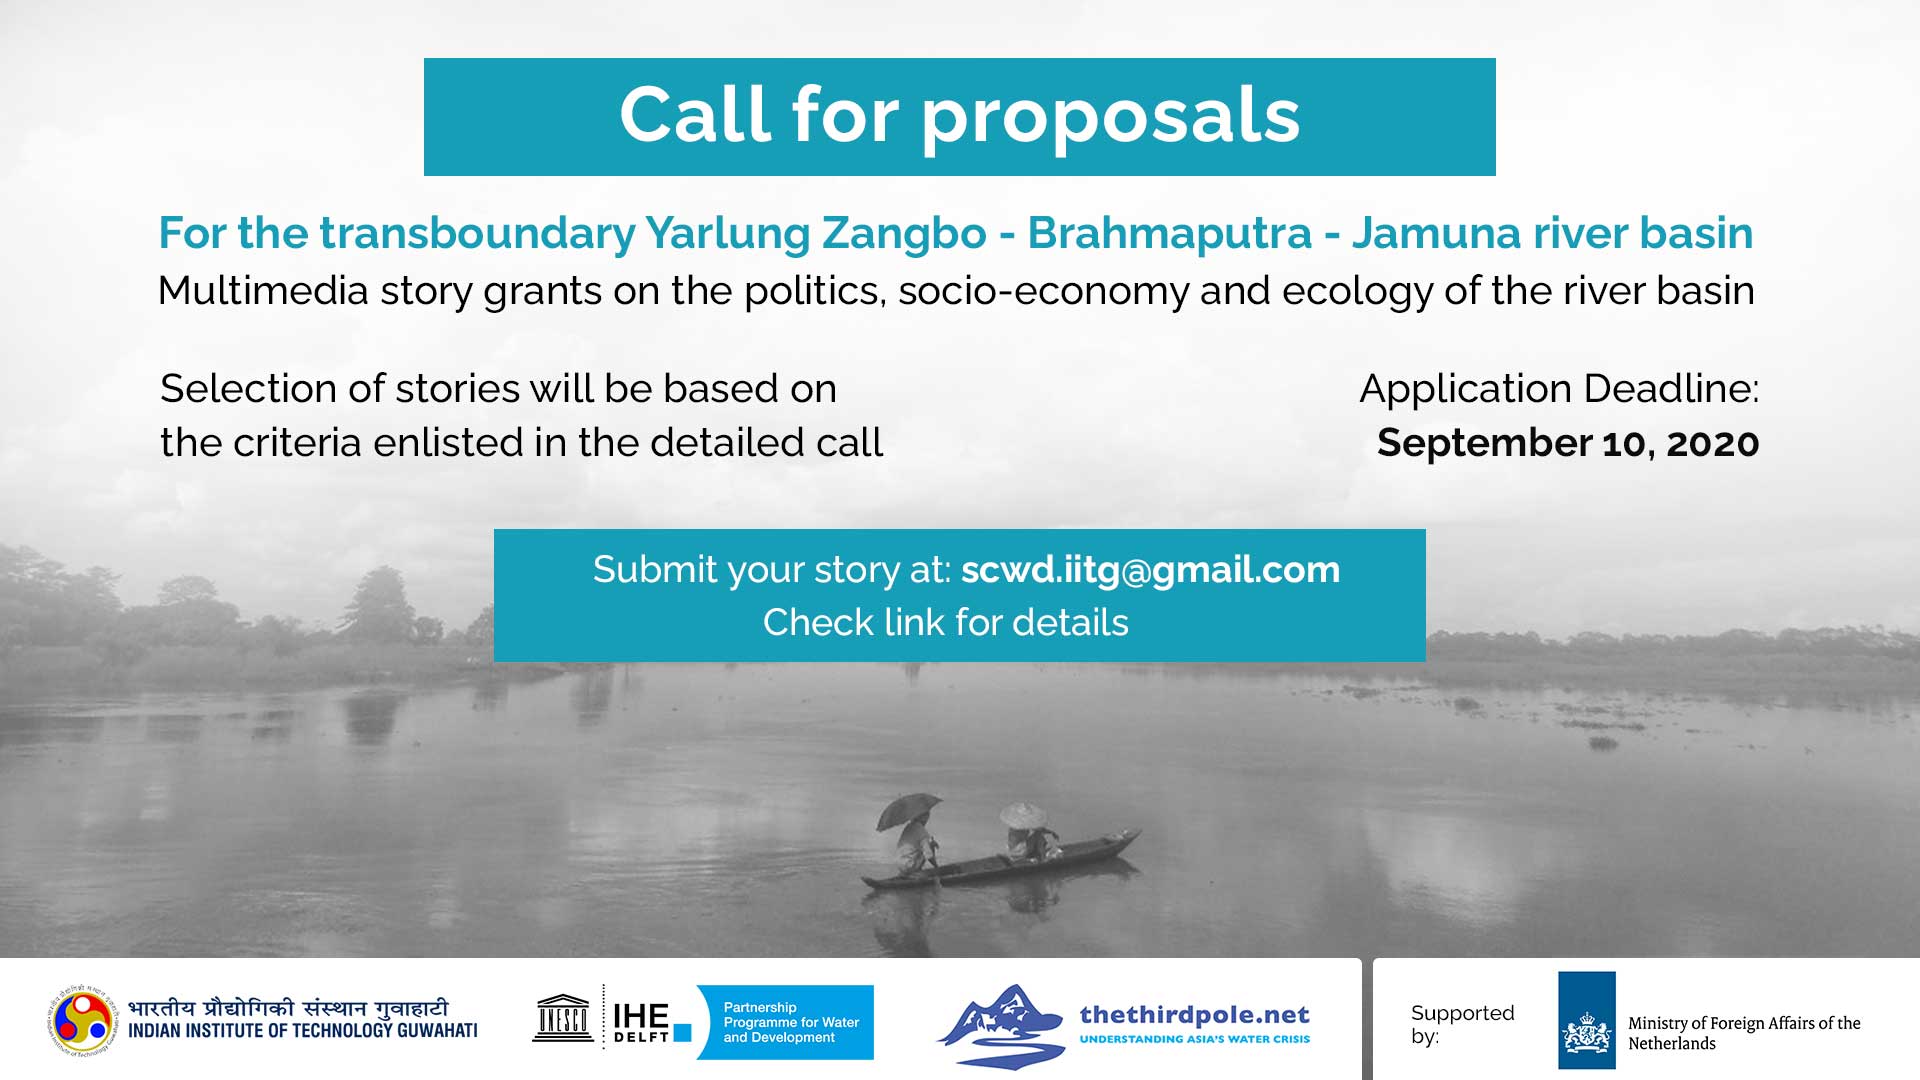 Call for proposals
For the transboundary Yarlung Zangbo - Brahmaputra - Jamuna river basin
Multimedia story grants on the politics, socio-economy and ecology of the river basin
Selection of stories will be based on
the criteria enlisted in the detailed call
Application Deadline:
September 10, 2020
Submit your story at: scwd.iitg@gmail.com
Check link for details
भारतीय प्रौद्योगिकी संस्थान गुवाहाटी
INDIAN INSTITUTE OF TECHNOLOGY GUWAHATI
UNESCO
IHE
DELFT
Partnership
Programme for Water
and Development
thethirdpole.net
UNDERSTANDING ASIA'S WATER CRISIS
Supported
by:
Ministry of Foreign Affairs of the
Netherlands